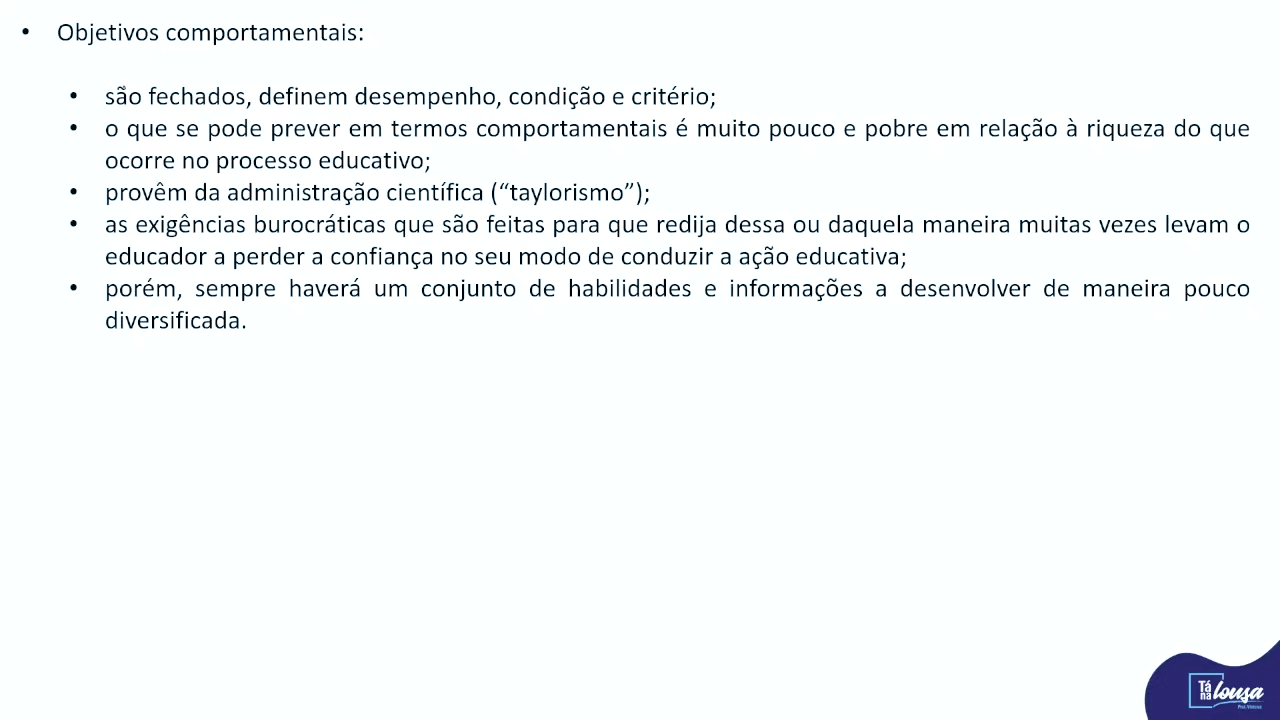 • Objetivos comportamentais:
• são fechados, definem desempenho, condição e critério;
• o que se pode prever em termos comportamentais é muito pouco e pobre em relação à riqueza do que
ocorre no processo educativo;
• provêm da administração científica (“taylorismo”);
• as exigências burocráticas que são feitas para que redija dessa ou daquela maneira muitas vezes levam o
educador a perder a confiança no seu modo de conduzir a ação educativa;
• porém, sempre haverá um conjunto de habilidades e informações a desenvolver de maneira pouco
diversificada.
Tá
na lousa